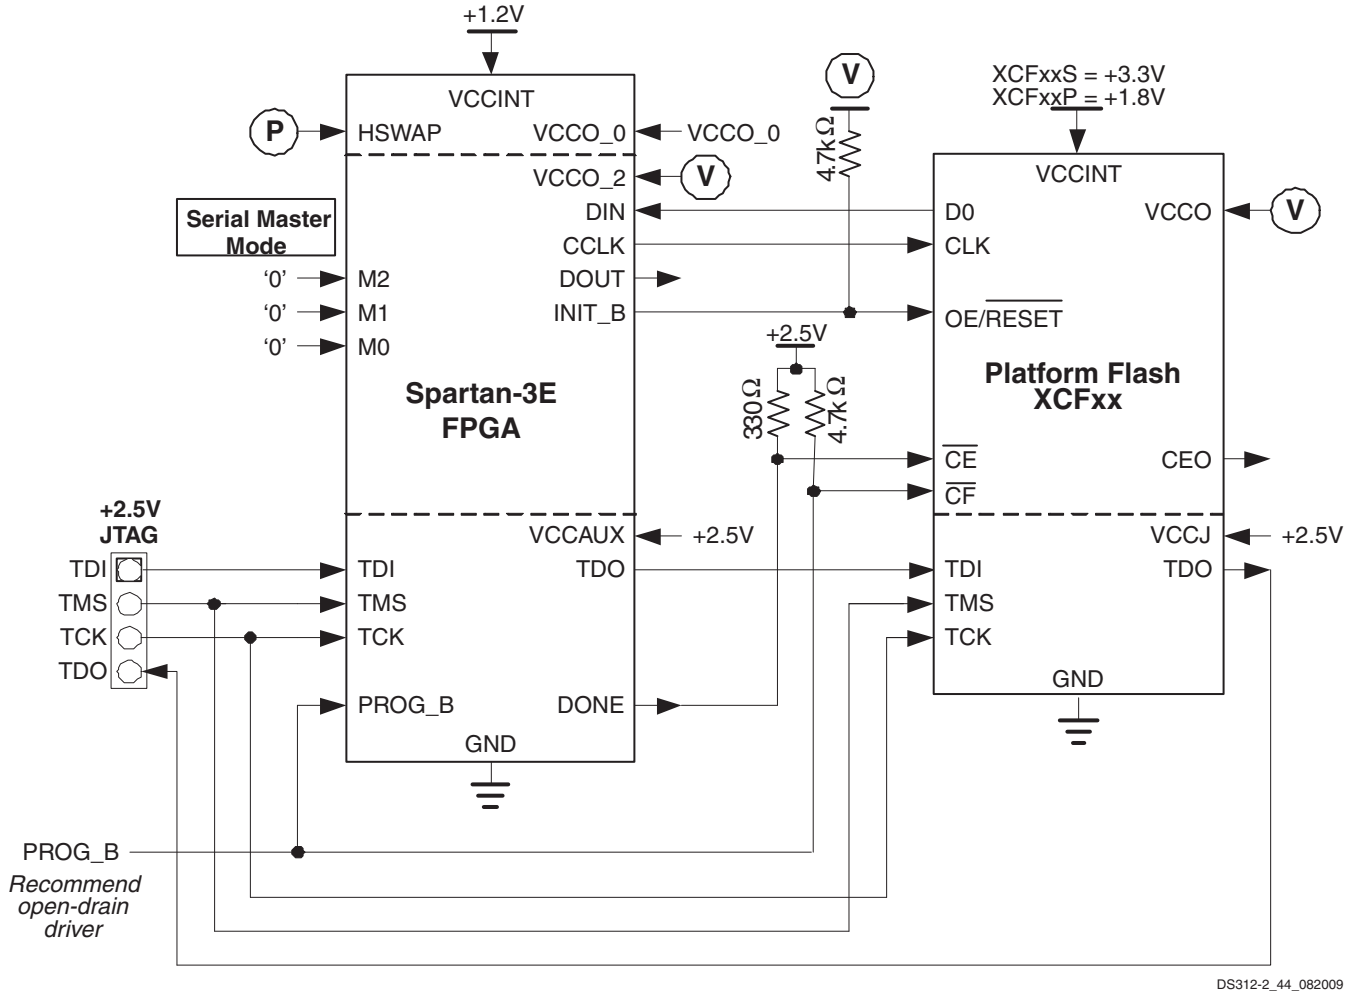 +1.2V
VCCINT
P
HSWAP
VCCO_0
VCCO_0
VCCO_2
V
DIN
CCLK
DOUT
INIT_B
Serial Master
Mode
'0'
M2
'0'
M1
'0'
M0
Spartan-3E
FPGA
V
4.7kΩ
+2.5V
330Ω
4.7kΩ
XCFxxS = +3.3V
XCFxxP = +1.8V
VCCINT
D0
VCCO
V
CLK
OE/RESET
Platform Flash
XCFxx
CE
CEO
CF
+2.5V
JTAG
TDI
TMS
TCK
TDO
VCCAUX
+2.5V
TDI
TDO
TMS
TCK
PROG_B
DONE
GND
VCCJ
+2.5V
TDI
TDO
TMS
TCK
GND
PROG_B
Recommend
open-drain
driver
DS312-2_44_082009